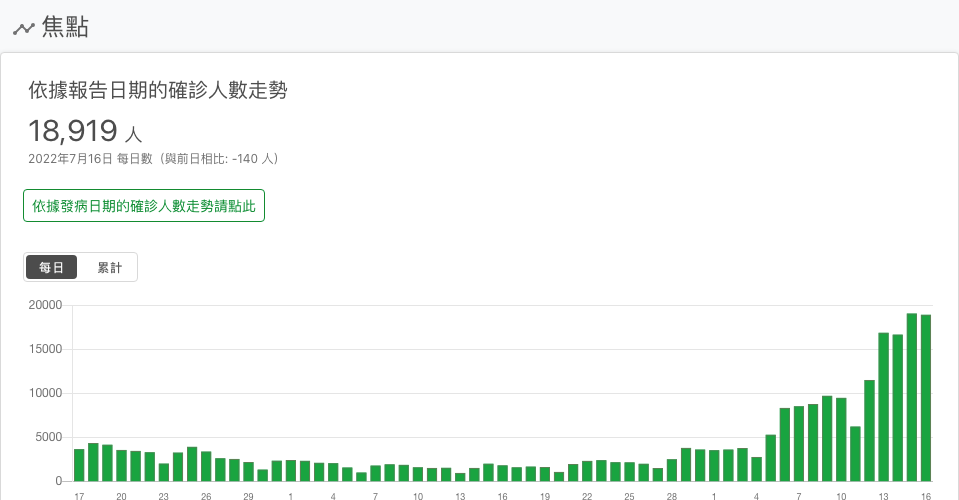 焦點
依據報告日期的確診人數走勢
18,919 人
2022年7月16日 每日數（與前日相比: -140 人）
依據發病日期的確診人數走勢請點此
每日 累計
20000
15000
10000
5000
0
17 20 23 26 29 1 4 7 10 13 16 19 22 25 28 1 4 7 10 13 16